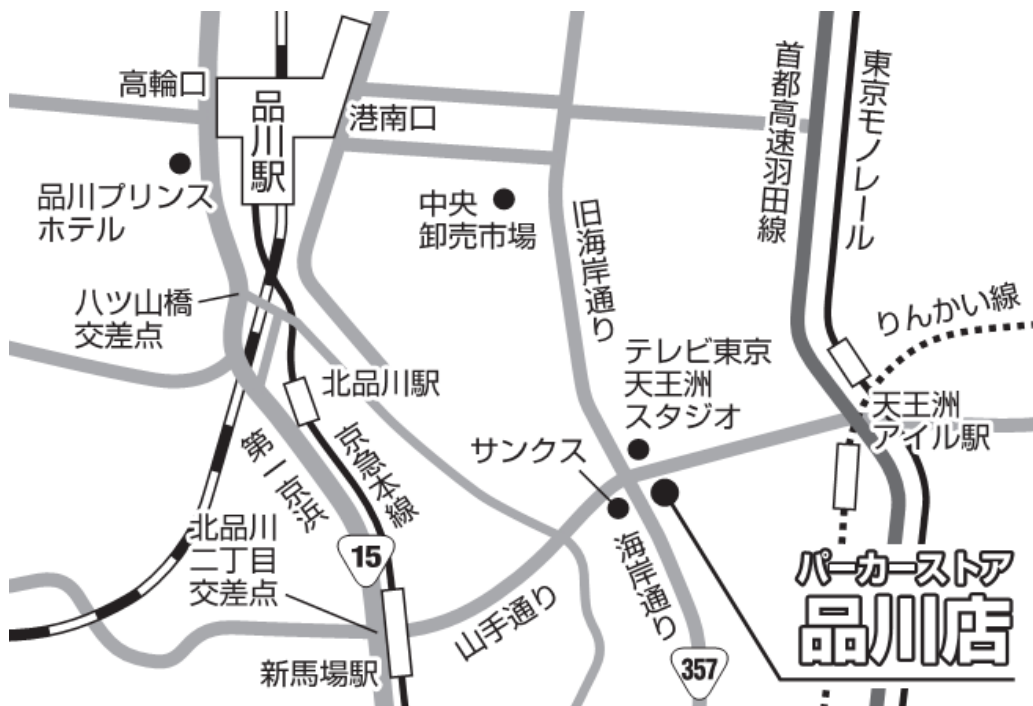 高輪口
品川駅
港南口
品川プリンス
ホテル
中央
卸売市場
旧海岸通り
首都高速羽田線
東京モノレール
りんかい線
八ツ山橋
交差点
北品川駅
テレビ東京
天王洲
スタジオ
天王洲
アイル駅
サンクス
第一京浜
京急本線
北品川
二丁目
交差点
15
海岸通り
山手通り
新馬場駅
357
パーカーストア
品川店